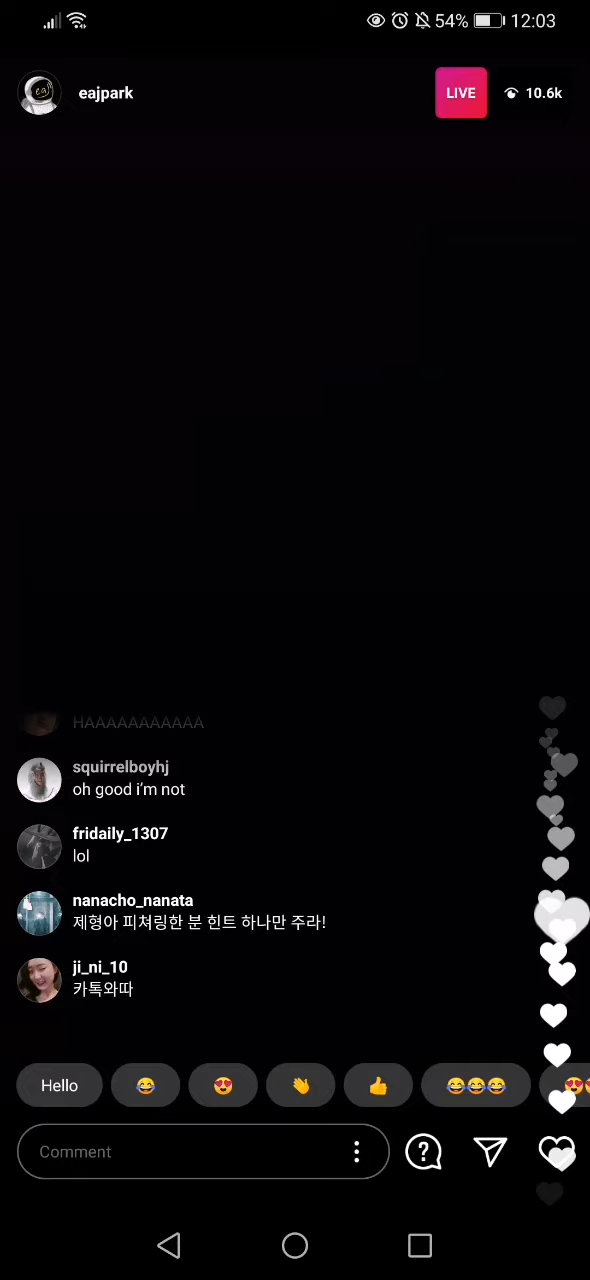 54% 12:03
eajpark
LIVE
10.6k
HAAAAAAAAAAA
squirrelboyhj
oh good i'm not
fridaily_1307
lol
nanacho_nanata
제형아 피쳐링한 분 힌트 하나만 주라!
ji_ni_10
카톡와따
Hello
Comment